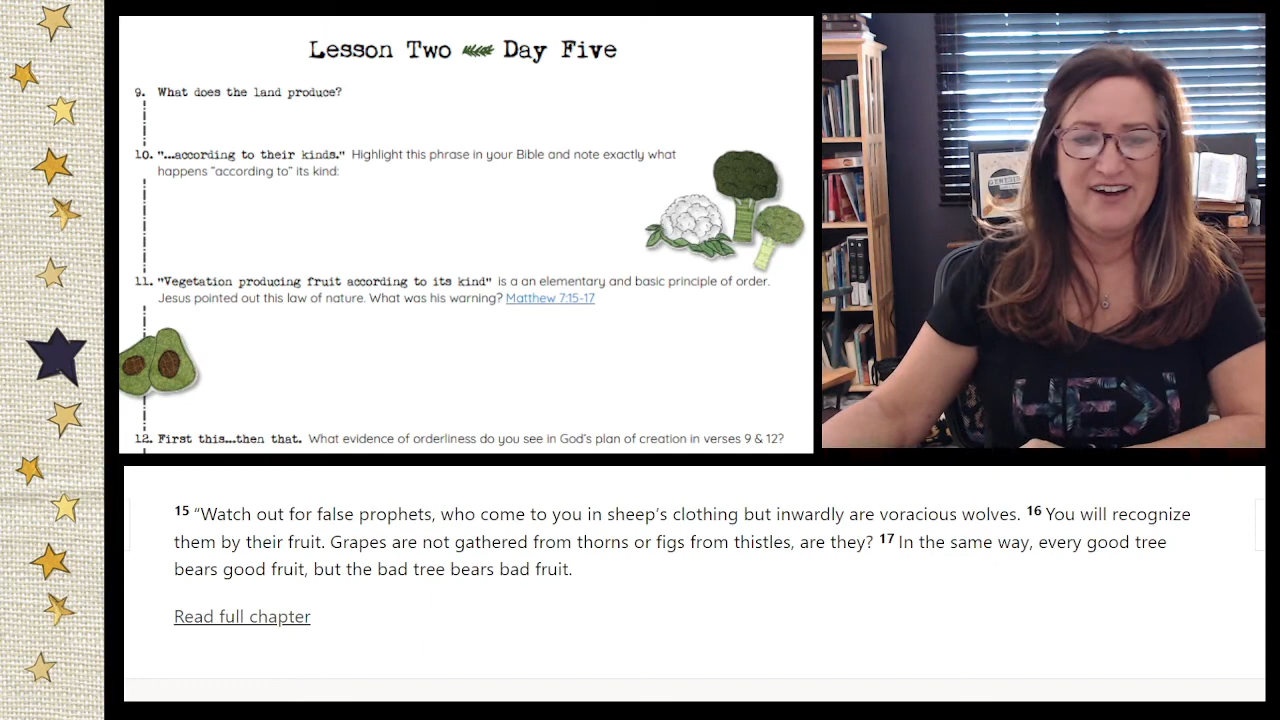 Lesson Two Day Five
9. What does the land produce?
10. "...according to their kinds." Highlight this phrase in your Bible and note exactly what
happens "according to" its kind:
11. "Vegetation producing fruit according to its kind" is a an elementary and basic principle of order.
Jesus pointed out this law of nature. What was his warning? Matthew 7:15-17
12. First this...then that. What evidence of orderliness do you see in God's plan of creation in verses 9 & 12?
GENESIS
HE>I
15 “Watch out for false prophets, who come to you in sheep’s clothing but inwardly are voracious wolves. 16 You will recognize
them by their fruit. Grapes are not gathered from thorns or figs from thistles, are they? 17 In the same way, every good tree
bears good fruit, but the bad tree bears bad fruit.
Read full chapter